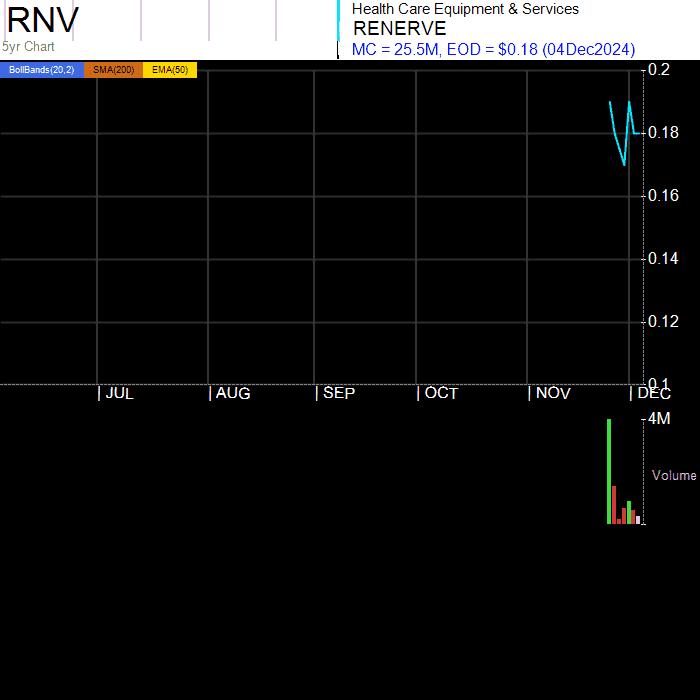 RNV
5yr Chart
Health Care Equipment & Services
RENERVE
MC = 25.5M, EOD = $0.18 (04Dec2024)
BollBands(20,2) SMA(200) EMA(50)
0.2
0.18
0.16
0.14
0.12
0.1
JUL AUG SEP OCT NOV DEC
4M
Volume